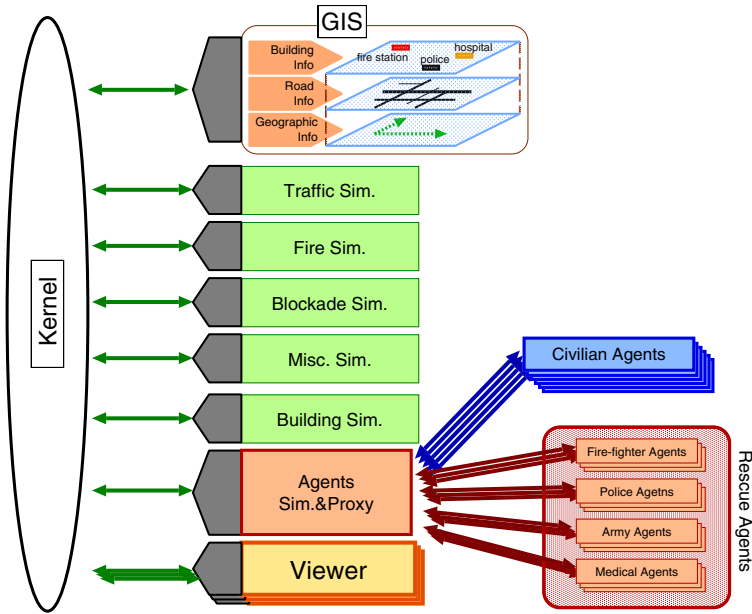 GIS
Building
Info
fire station
police
hospital
Road
Info
Geographic
Info
Kernel
Traffic Sim.
Fire Sim.
Blockade Sim.
Misc. Sim.
Building Sim.
Agents
Sim.&Proxy
Viewer
Civilian Agents
Fire-fighter Agents
Police Agetns
Army Agents
Medical Agents
Rescue Agents